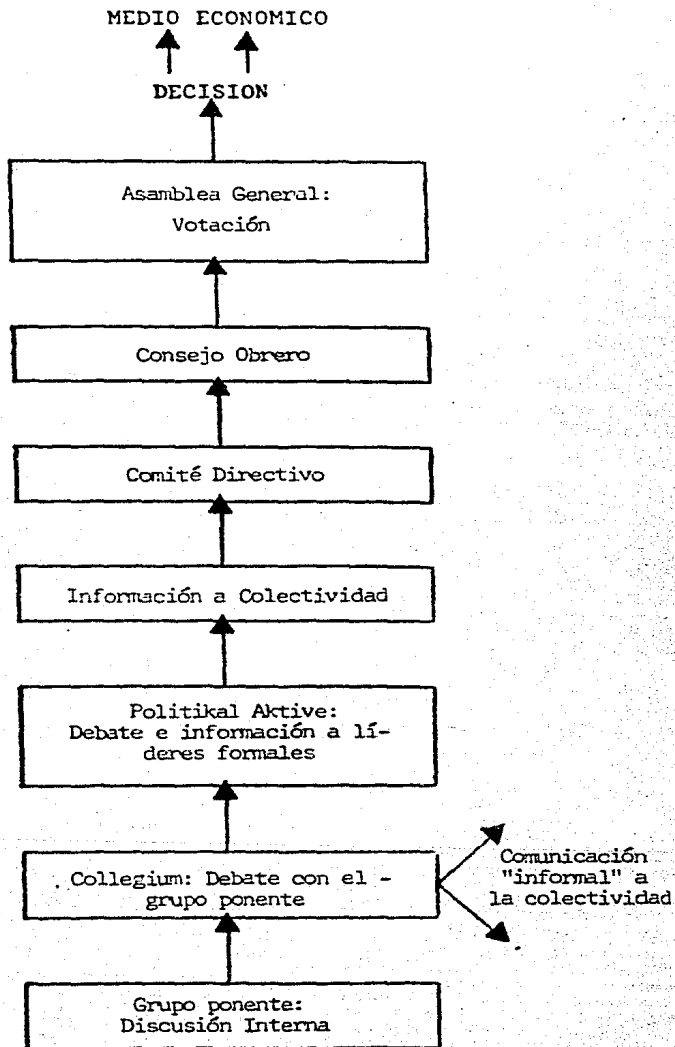 MEDIO ECONOMICO
DECISION
Asamblea General:
Votación
Consejo Obrero
Comité Directivo
Información a Colectividad
Politikal Aktive:
Debate e información a lí-
deres formales
. Collegium: Debate con el -
grupo ponente
Comunicación
"informal" a
la colectividad
Grupo ponente:
Discusión Interna